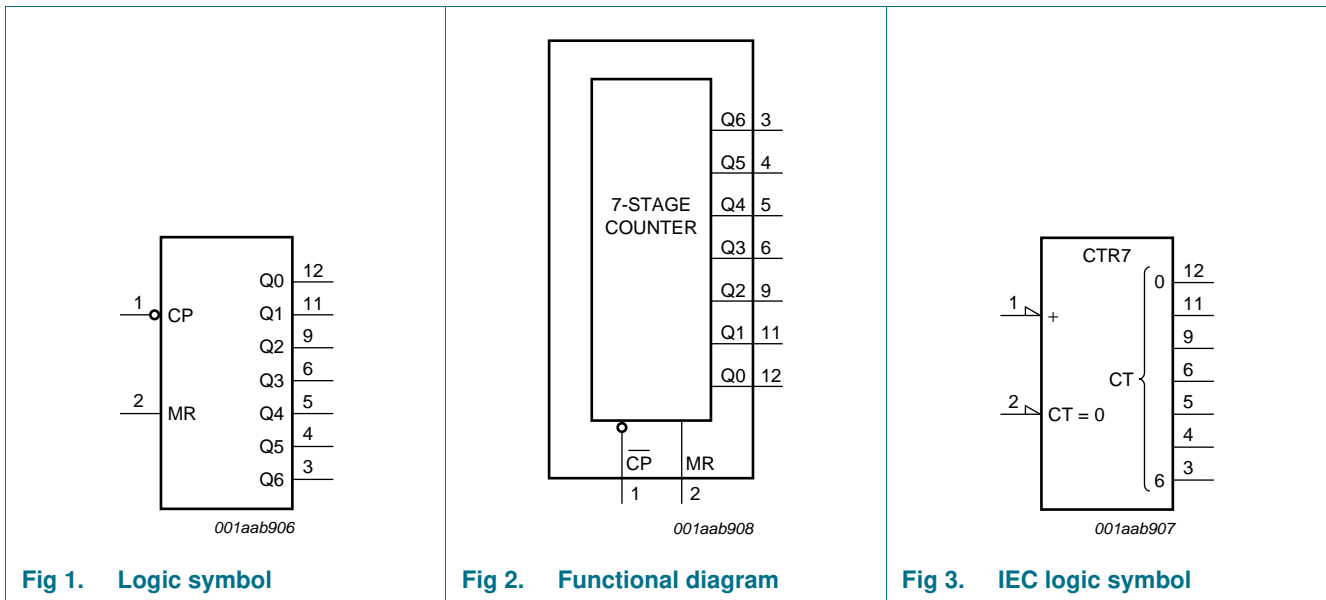 1
CP
2
MR
Q0 12
Q1 11
Q2 9
Q3 6
Q4 5
Q5 4
Q6 3
001aab906
Fig 1. Logic symbol
7-STAGE
COUNTER
Q6 3
Q5 4
Q4 5
Q3 6
Q2 9
Q1 11
Q0 12
C̅P̅ MR
1 2
001aab908
Fig 2. Functional diagram
CTR7
1 +
2 CT = 0
CT
0 12
11
9
6
5
4
6 3
001aab907
Fig 3. IEC logic symbol